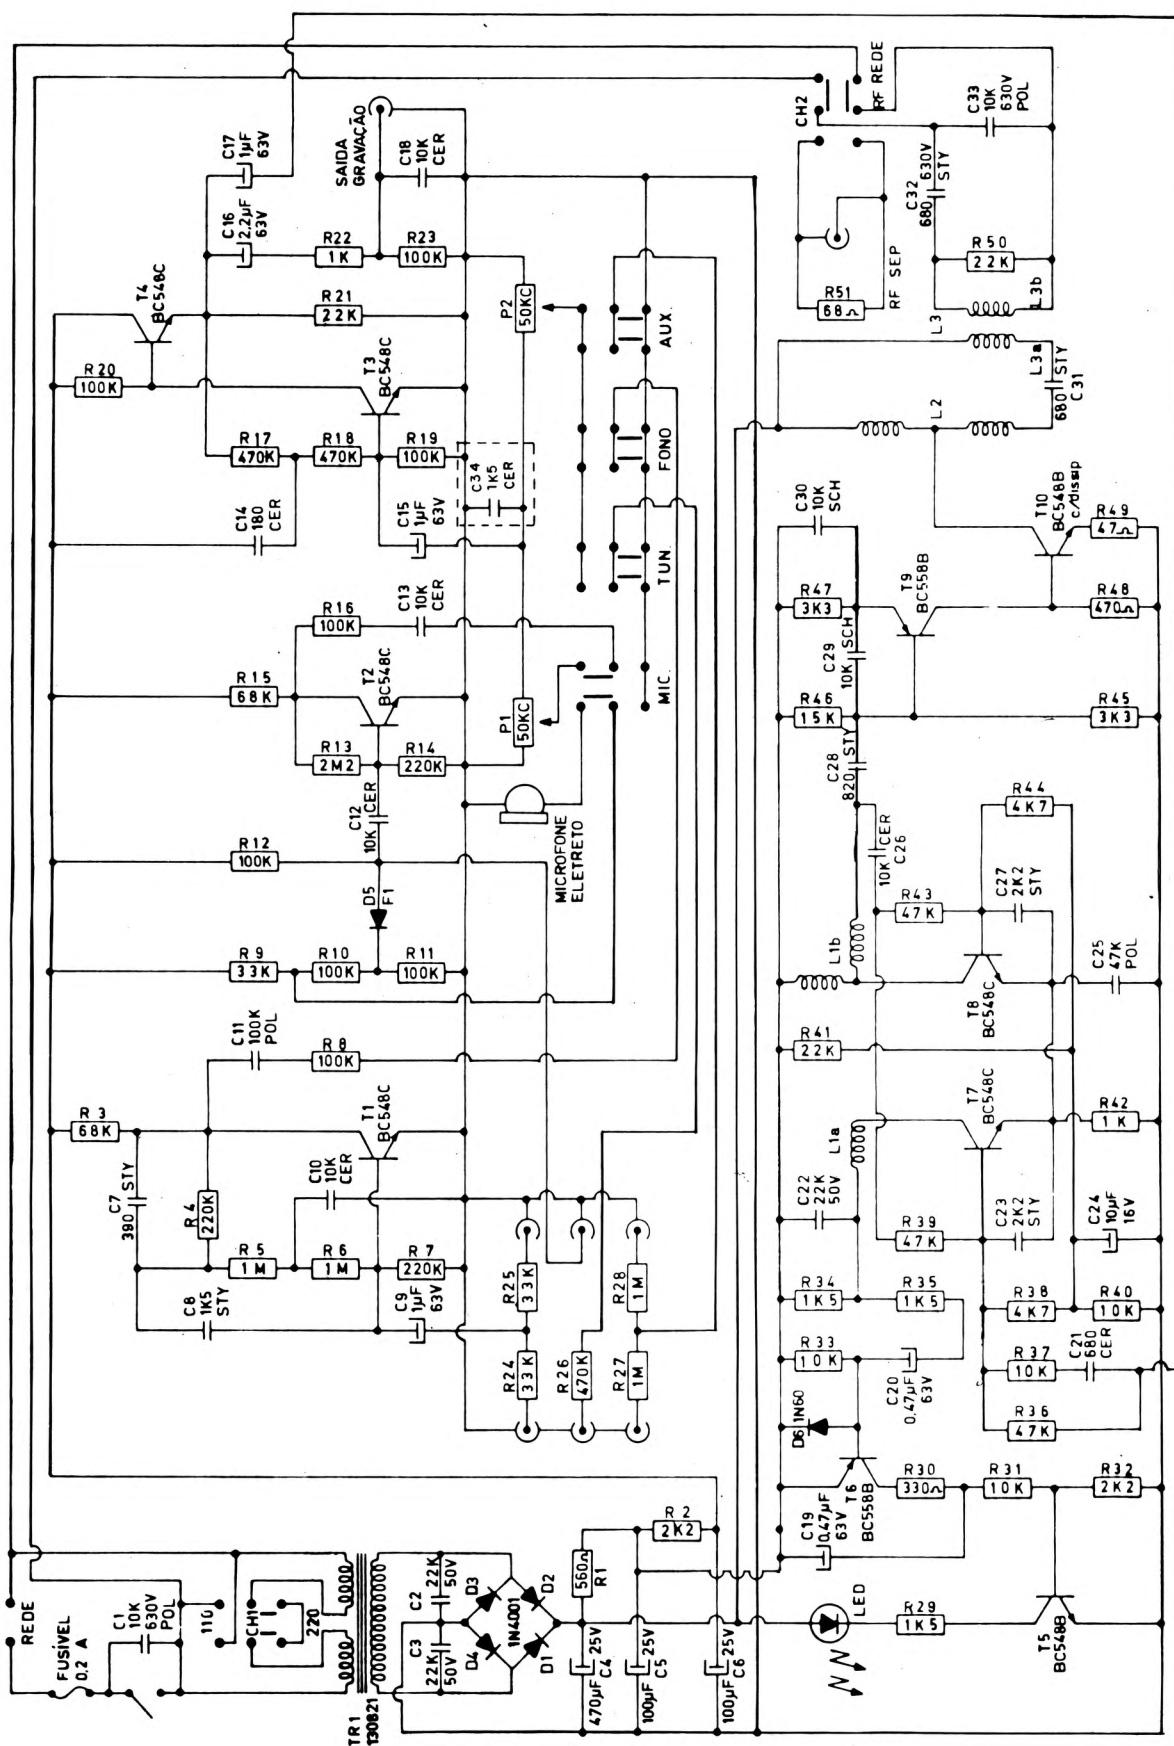 REDE
FUSÍVEL
0,2 A
C1
10K
630V
POL
110
CH1
220
TR1
130821
C2
22K
50V
C3
22K
50V
D3
D4
D2
D1
1N4001
470µF
25V
C4
560Ω
R1
100µF
25V
C5
R 2
2K2
100µF
25V
C6
R 3
68K
C7
STY
390
R 4
220K
C8
1K5
STY
R 5
1M
R 6
1M
R 7
220K
C9
1µF
63V
C10
10K
CER
T1
BC548C
C11
100K
POL
R 8
100K
R24
33K
R25
33K
R26
470K
R27
1M
R28
1M
R 9
33K
R10
100K
R11
100K
D5
F1
R12
100K
C12
10K
CER
R13
2M2
R14
220K
R15
68K
T2
BC548C
R16
100K
C13
10K
CER
MICROFONE
ELETRETO
P1
50KC
MIC.
C14
180
CER
R17
470K
R18
470K
R19
100K
C15
1µF
63V
C34
1K5
CER
R20
100K
T3
BC548C
T4
BC548C
R21
22K
C16
2,2µF
63V
R22
1K
R23
100K
C17
1µF
63V
SAIDA
GRAVAÇÃO
C18
10K
CER
P2
50KC
TUN.
FONO
AUX.
CH2
RF REDE
RF SEP
R51
68Ω
C33
10K
630V
POL
C32
680
630V
STY
R50
22K
L3
L3b
L3a
680
STY
C31
L2
C30
10K
SCH
R47
3K3
T9
BC558B
T10
BC548B
c/dissip
R49
47Ω
R48
470Ω
C29
10K
SCH
R46
15K
R45
3K3
C28
820
STY
R44
4K7
10K
CER
C26
R43
47K
C27
2K2
STY
L1b
T8
BC548C
C25
47K
POL
R41
22K
L1a
T7
BC548C
R42
1K
C22
22K
50V
R39
47K
C23
2K2
STY
C24
10µF
16V
R34
1K5
R35
1K5
R38
4K7
R40
10K
R33
10K
C20
0,47µF
63V
R37
10K
C21
680
CER
R36
47K
D6
1N60
T6
BC558B
R30
330Ω
R31
10K
R32
2K2
C19
0,47µF
63V
LED
R29
1K5
T5
BC548B